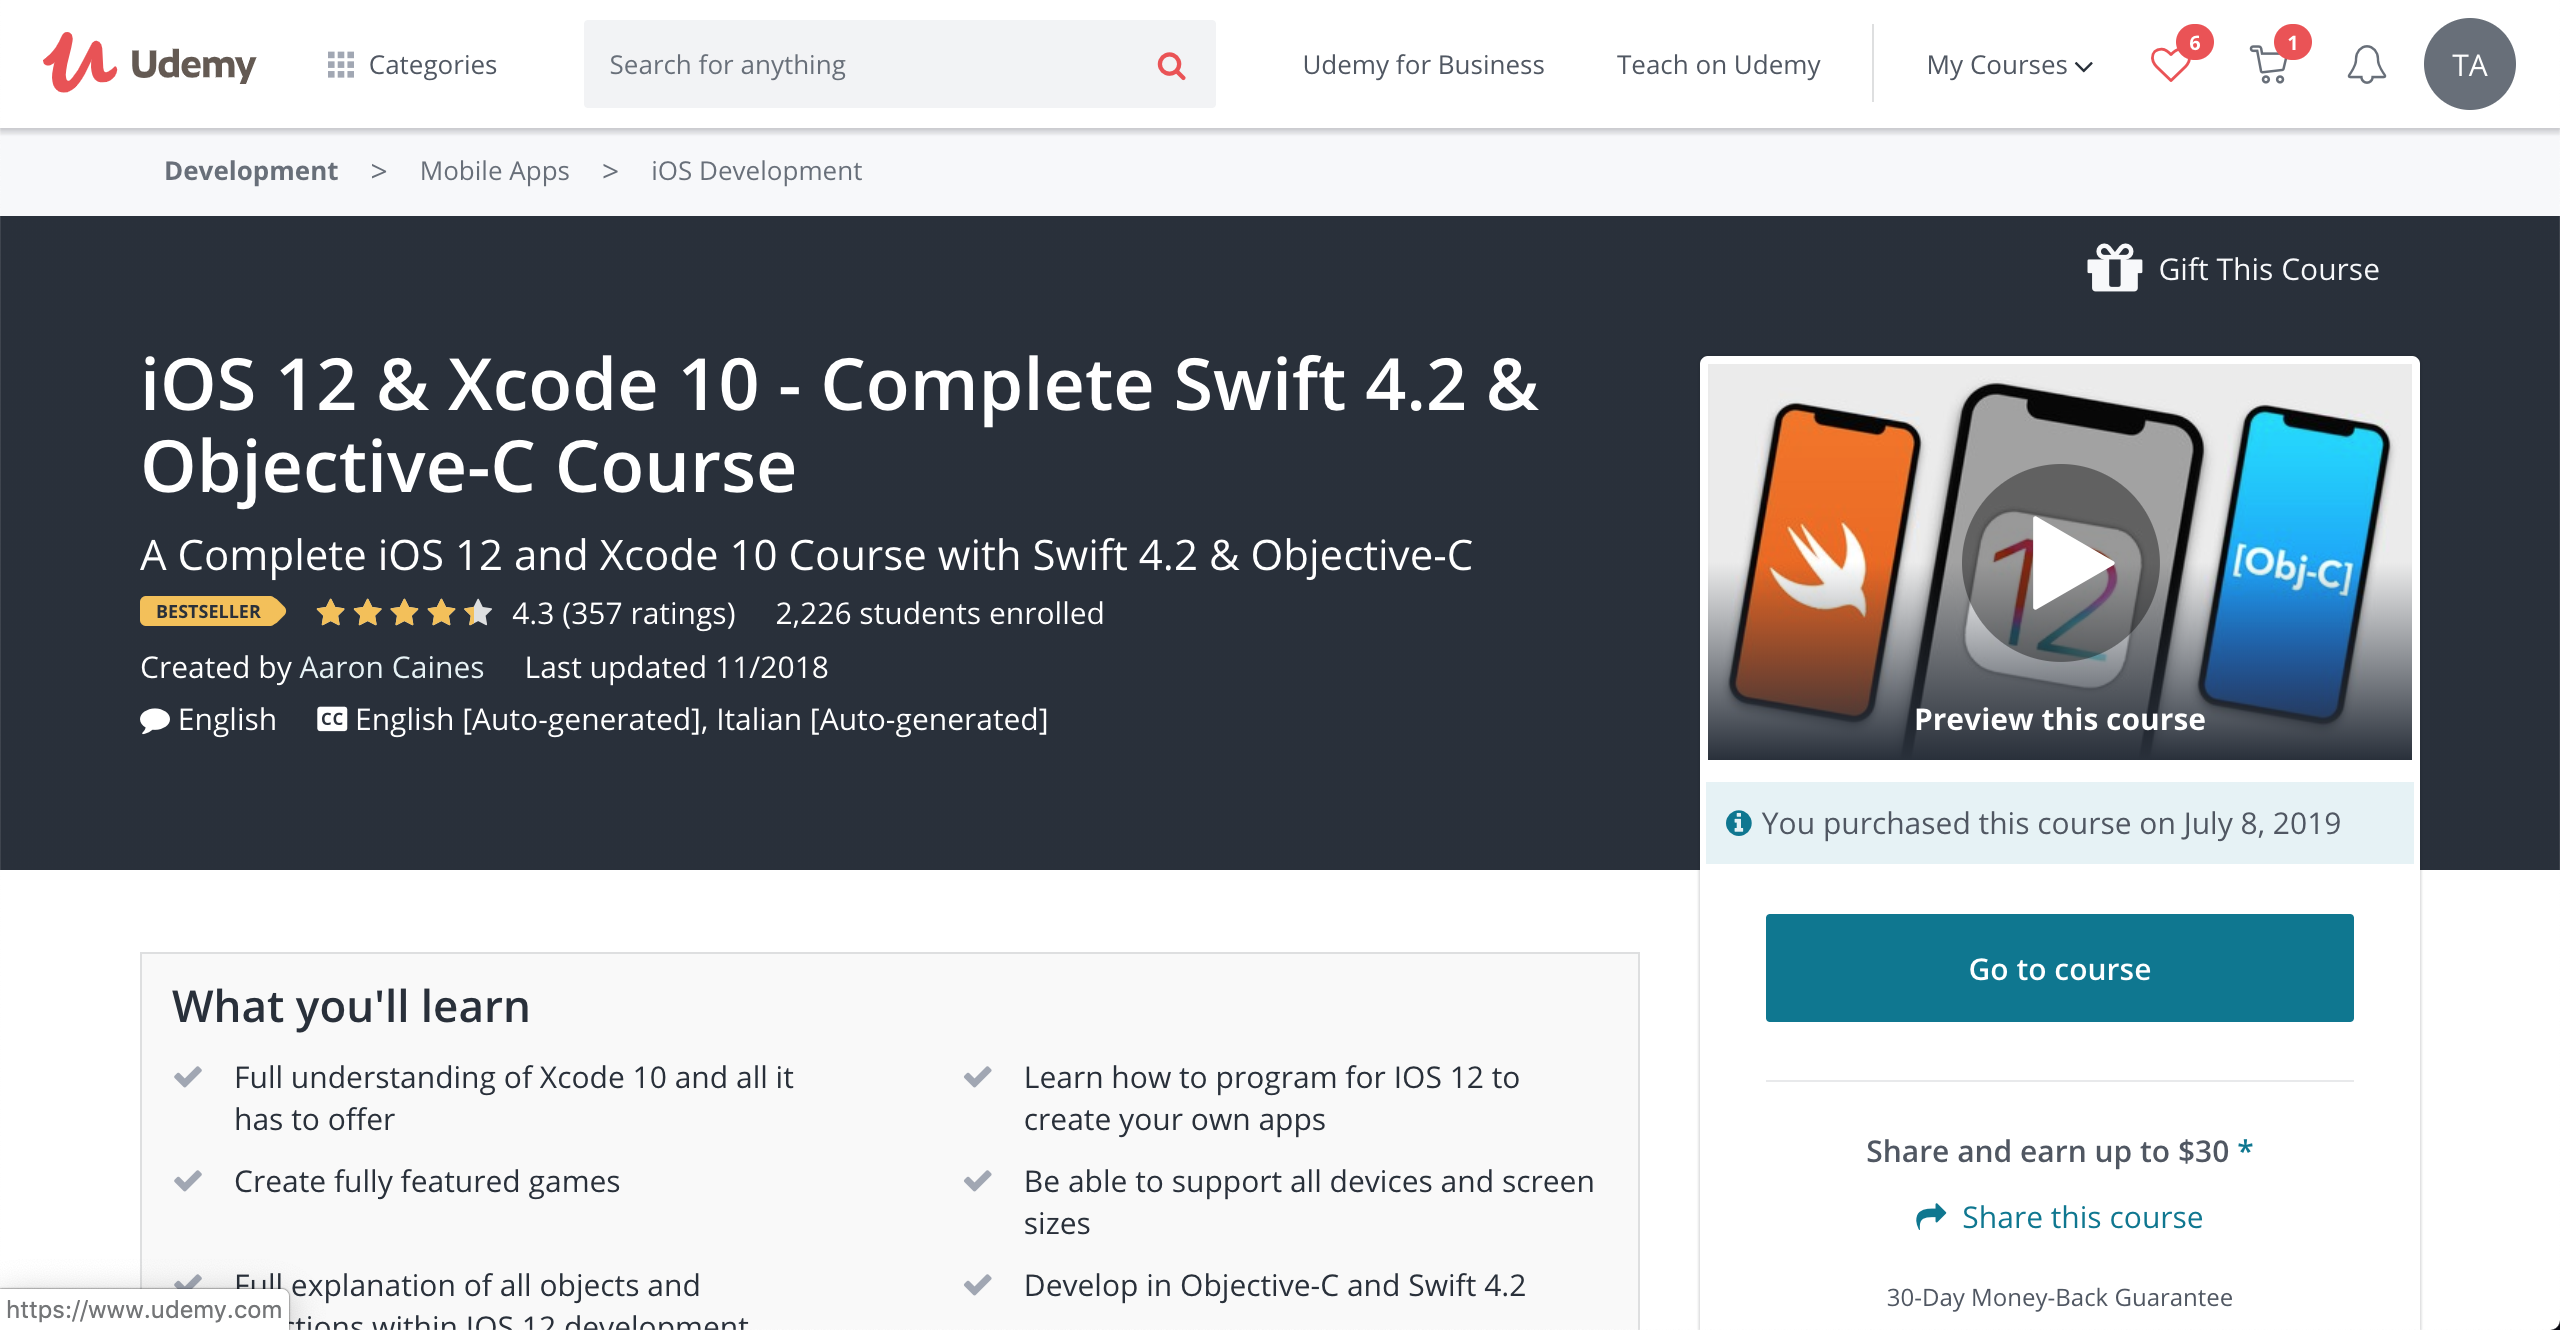 Udemy
Categories
Search for anything
Udemy for Business
Teach on Udemy
My Courses
6
1
TA
Development > Mobile Apps > iOS Development
Gift This Course
iOS 12 & Xcode 10 - Complete Swift 4.2 &
Objective-C Course
A Complete iOS 12 and Xcode 10 Course with Swift 4.2 & Objective-C
BESTSELLER 4.3 (357 ratings) 2,226 students enrolled
Created by Aaron Caines Last updated 11/2018
English CC English [Auto-generated], Italian [Auto-generated]
12
[Obj-C]
Preview this course
You purchased this course on July 8, 2019
Go to course
Share and earn up to $30 *
Share this course
30-Day Money-Back Guarantee
What you'll learn
Full understanding of Xcode 10 and all it
has to offer
Learn how to program for IOS 12 to
create your own apps
Create fully featured games
Be able to support all devices and screen
sizes
Full explanation of all objects and
within IOS 12 development
Develop in Objective-C and Swift 4.2
https://www.udemy.com